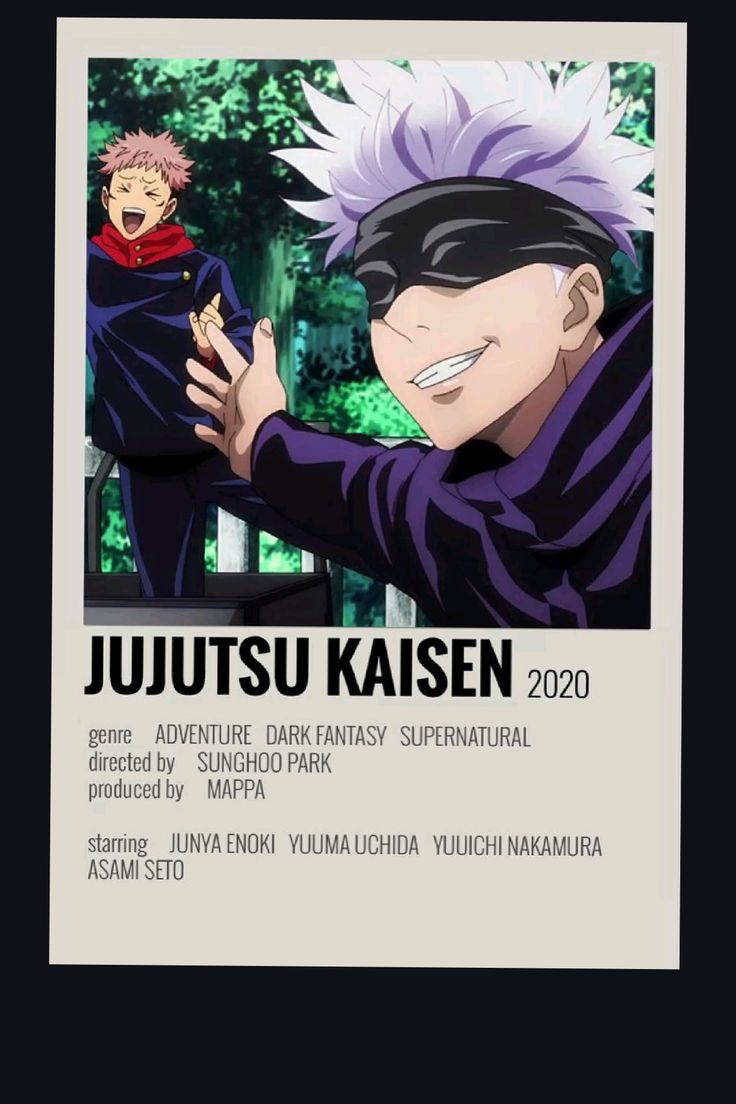 JUJUTSU KAISEN 2020
genre ADVENTURE DARK FANTASY SUPERNATURAL
directed by SUNGHOO PARK
produced by MAPPA
starring JUNYA ENOKI YUUMA UCHIDA YUUICHI NAKAMURA
ASAMI SETO